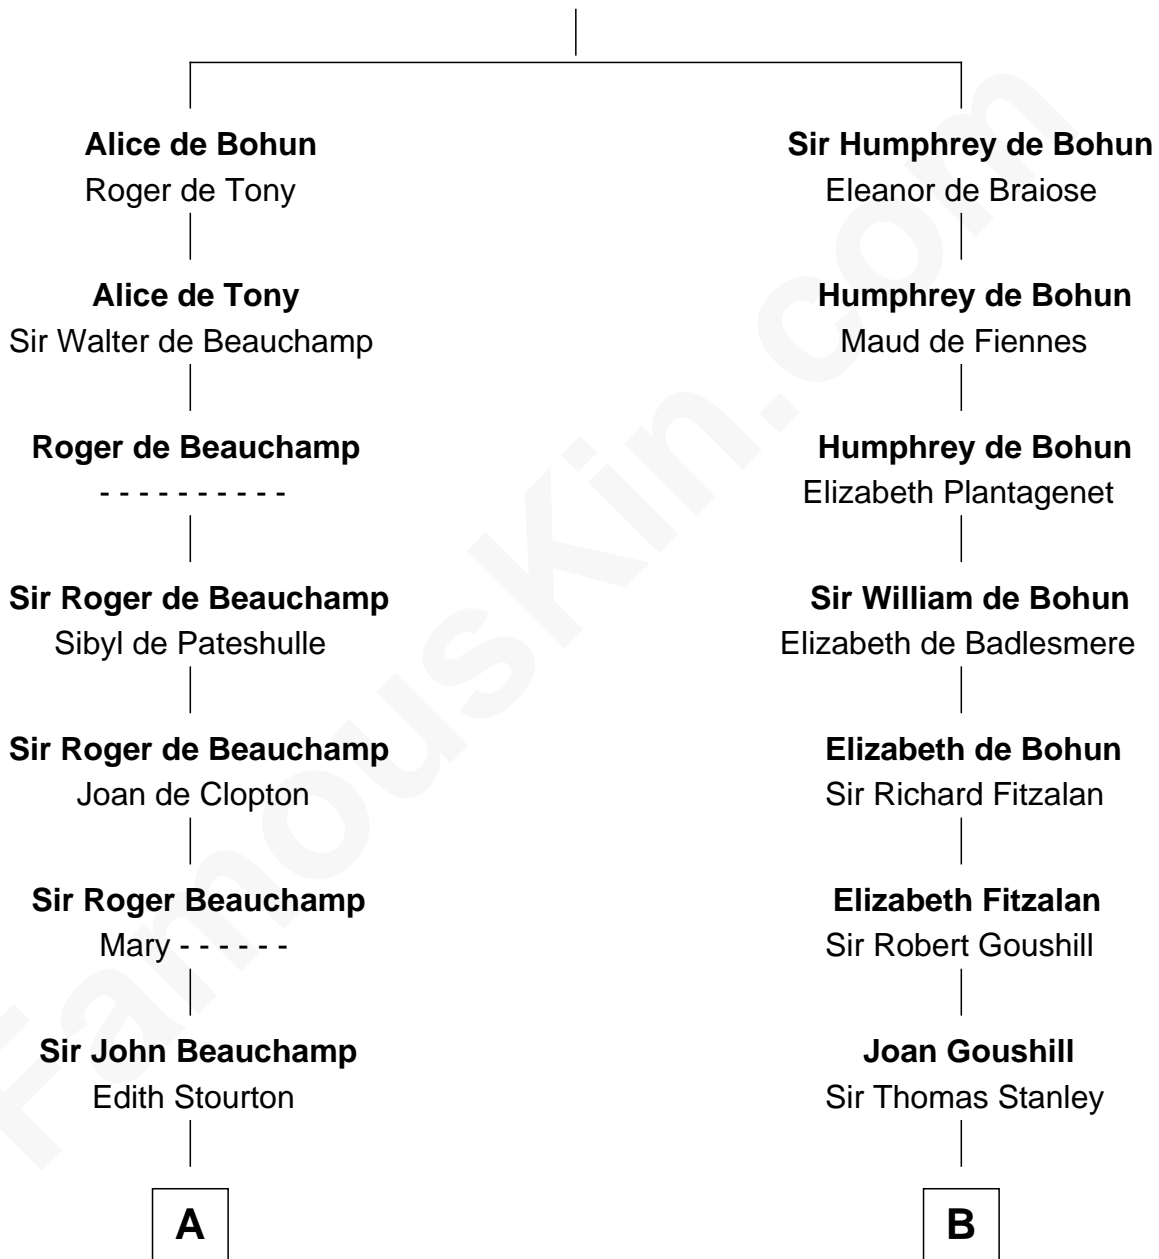 Alice de Bohun
Roger de Tony
Alice de Tony
Sir Walter de Beauchamp
Roger de Beauchamp
- - - - - - - - - -
Sir Roger de Beauchamp
Sibyl de Pateshulle
Sir Roger de Beauchamp
Joan de Clopton
Sir Roger Beauchamp
Mary - - - - - -
Sir John Beauchamp
Edith Stourton
A
Sir Humphrey de Bohun
Eleanor de Braiose
Humphrey de Bohun
Maud de Fiennes
Humphrey de Bohun
Elizabeth Plantagenet
Sir William de Bohun
Elizabeth de Badlesmere
Elizabeth de Bohun
Sir Richard Fitzalan
Elizabeth Fitzalan
Sir Robert Goushill
Joan Goushill
Sir Thomas Stanley
B
FamousKin.com